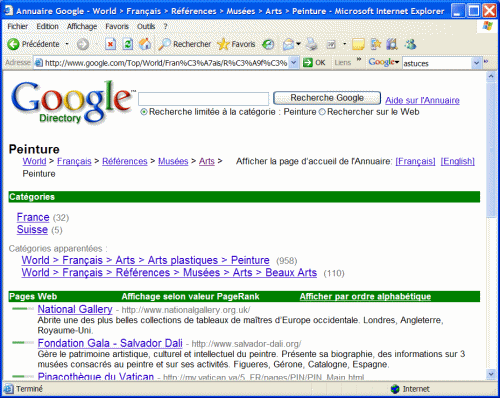 Annuaire Google - World > Français > Références > Musées > Arts > Peinture - Microsoft Internet Explorer
Fichier Edition Affichage Favoris Outils ?
Précédente Rechercher Favoris
Adresse http://www.google.com/Top/World/Fran%C3%A7ais/R%C3%A9f%C3% OK Liens » Google astuces
Google™ Directory
Recherche Google Aide sur l'Annuaire
Recherche limitée à la catégorie : Peinture Rechercher sur le Web
Peinture
World > Français > Références > Musées > Arts > Afficher la page d'accueil de l'Annuaire: [Français] [English]
Peinture
Catégories
France (32)
Suisse (5)
Catégories apparentées :
World > Français > Arts > Arts plastiques > Peinture (958)
World > Français > Références > Musées > Arts > Beaux Arts (110)
Pages Web Affichage selon valeur PageRank Afficher par ordre alphabétique
National Gallery - http://www.nationalgallery.org.uk/
Abrite une des plus belles collections de tableaux de maîtres d'Europe occidentale. Londres, Angleterre,
Royaume-Uni.
Fondation Gala - Salvador Dali - http://www.salvador-dali.org/
Gère le patrimoine artistique, culturel et intellectuel du peintre. Présente sa biographie, des informations sur 3
musées consacrés au peintre et sur ses activités. Figueres, Gérone, Catalogne, Espagne.
Pinacothèque du Vatican - http://mv.vatican.va/5_FR/pages/PIN/PIN_Main.html
Terminé Internet